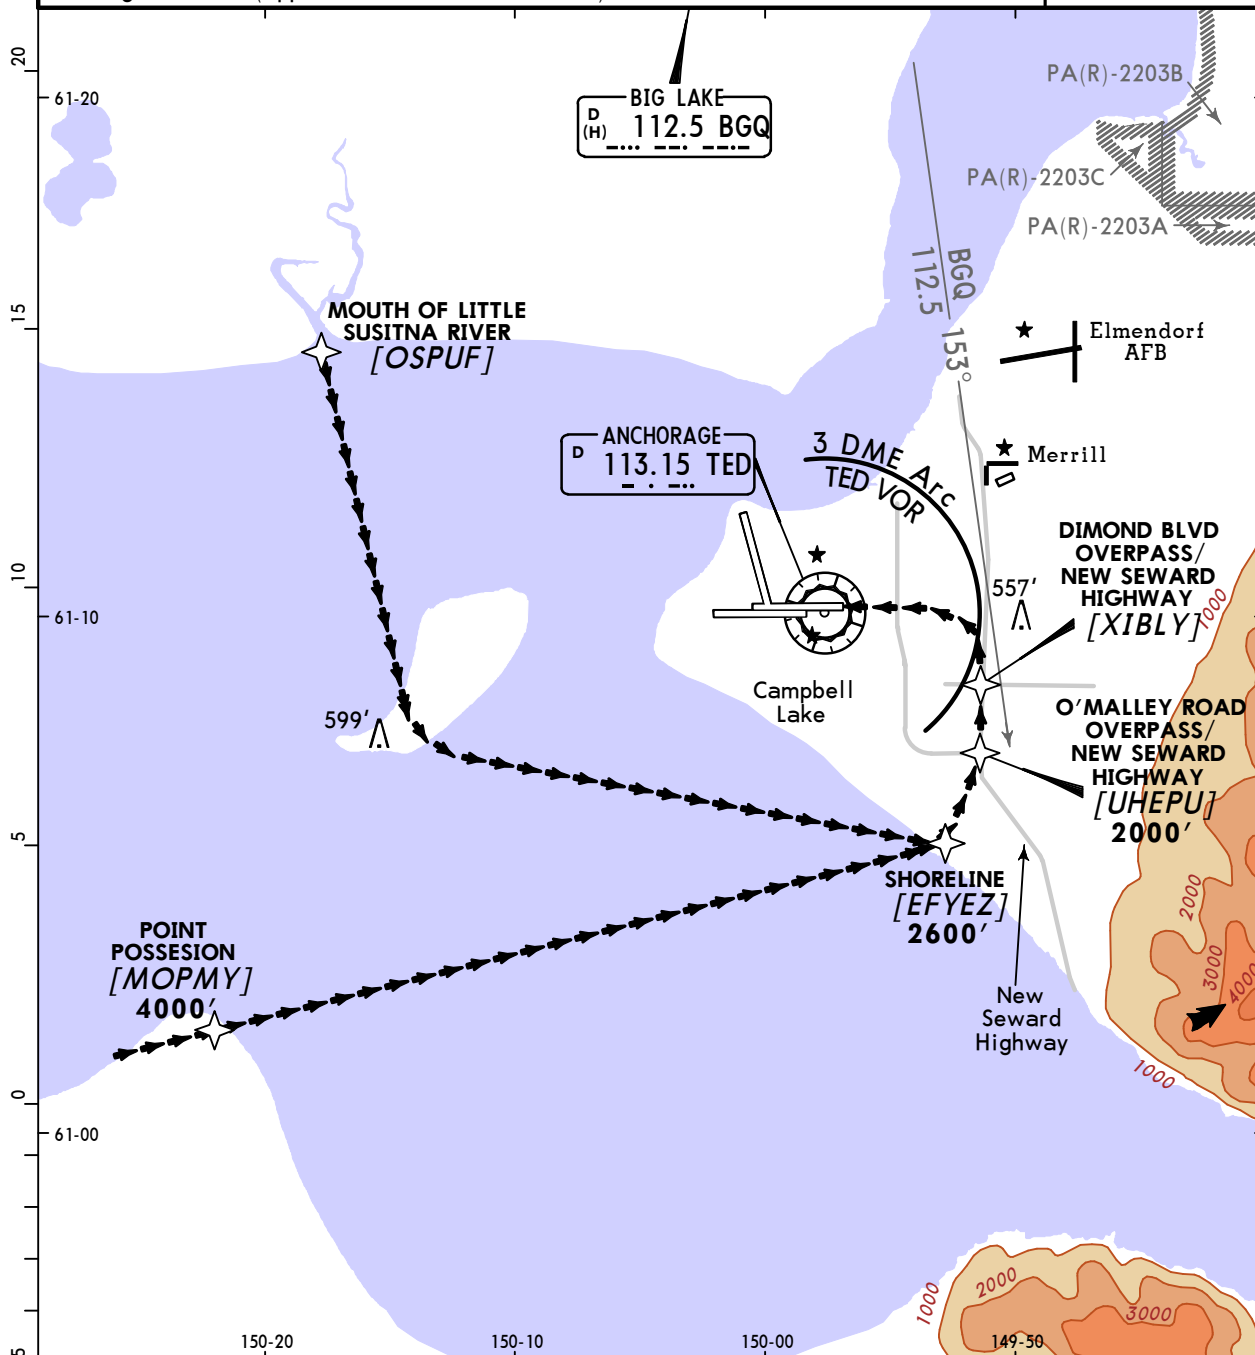 20
61-20
BIG LAKE
D
(H)
112.5 BGQ
PA(R)-2203B
PA(R)-2203C
PA(R)-2203A
BGQ
112.5
153°
15
MOUTH OF LITTLE
SUSITNA RIVER
[OSPUF]
Elmendorf
AFB
ANCHORAGE
D 113.15 TED
3 DME Arc
TED VOR
Merrill
DIMOND BLVD
OVERPASS/
NEW SEWARD
HIGHWAY
[XIBLY]
557'
1000
10
61-10
Campbell
Lake
599'
O'MALLEY ROAD
OVERPASS/
NEW SEWARD
HIGHWAY
[UHEPU]
2000'
5
SHORELINE
[EFYEZ]
2600'
2000
3000
4000
POINT
POSSESION
[MOPMY]
4000'
New
Seward
Highway
1000
0
61-00
1000
2000
3000
5
150-20
150-10
150-00
149-50